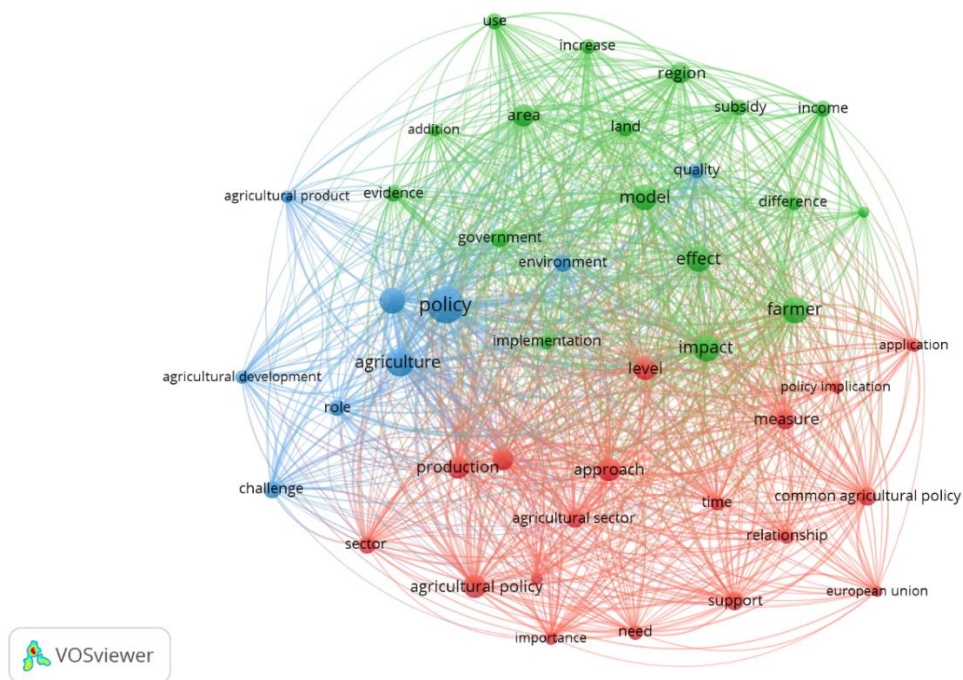 use
increase
region
subsidy
income
area
land
addition
quality
agricultural product
evidence
model
difference
government
environment
effect
policy
farmer
implementation
impact
application
agriculture
level
agricultural development
policy implication
role
measure
production
approach
challenge
common agricultural policy
time
agricultural sector
relationship
sector
agricultural policy
support
european union
importance
need
VOSviewer